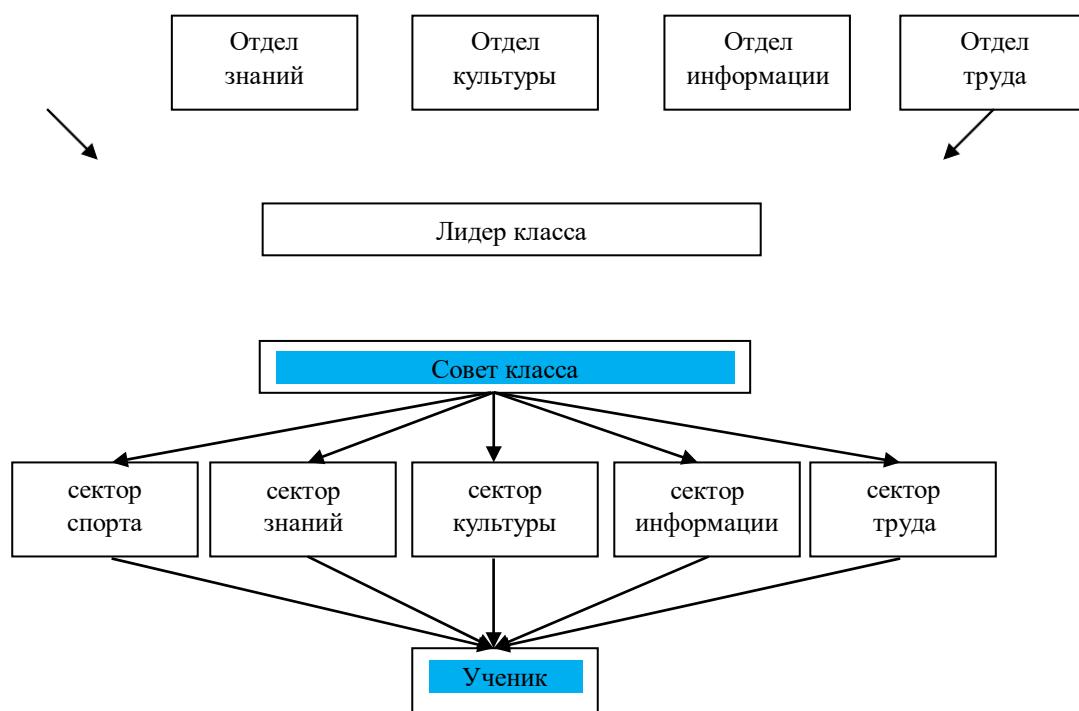 Отдел
знаний
Отдел
культуры
Отдел
информации
Отдел
труда
Лидер класса
Совет класса
сектор
спорта
сектор
знаний
сектор
культуры
сектор
информации
сектор
труда
Ученик